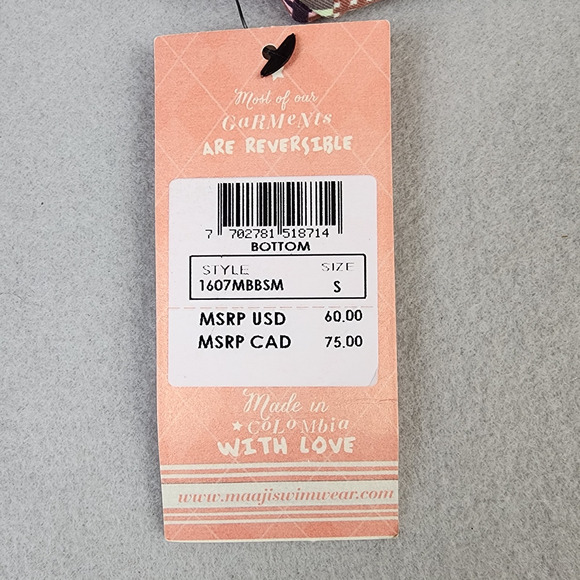 Most of our
GaRMeNts
ARE REVERSIBLE
7 702781 518714
BOTTOM
STYLE SIZE
1607MBBSM S
MSRP USD 60.00
MSRP CAD 75.00
Made in
CoLoMbia
WITH LOVE
www.maajiswimwear.com